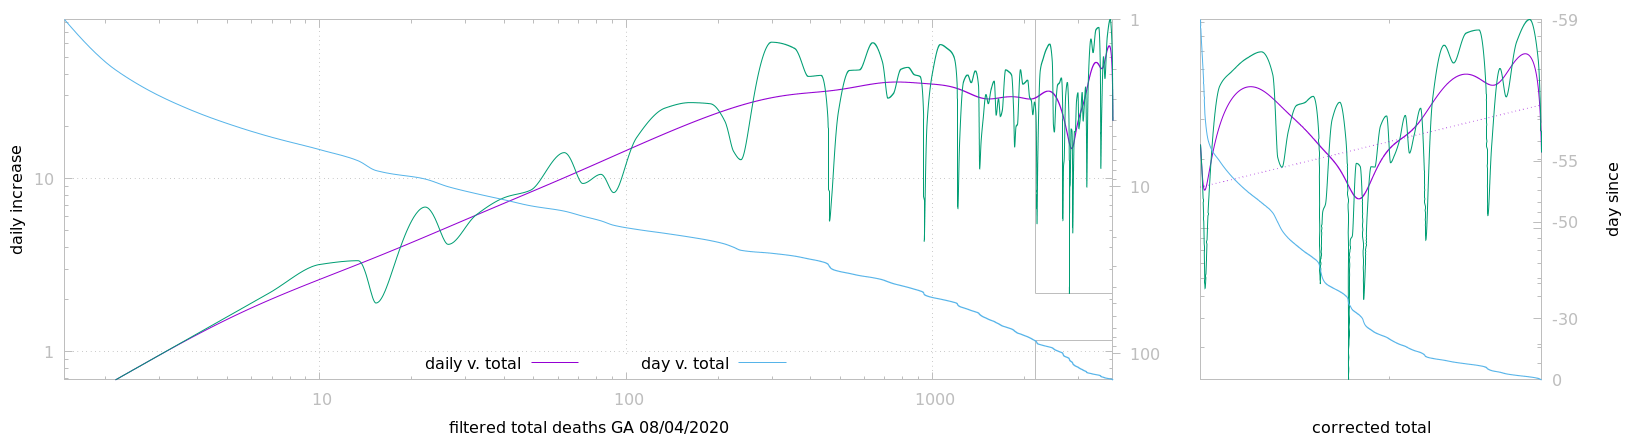 daily increase
10
1
10
100
1000
1
10
100
daily v. total
day v. total
filtered total deaths GA 08/04/2020
-59
-55
-50
-30
0
day since
corrected total